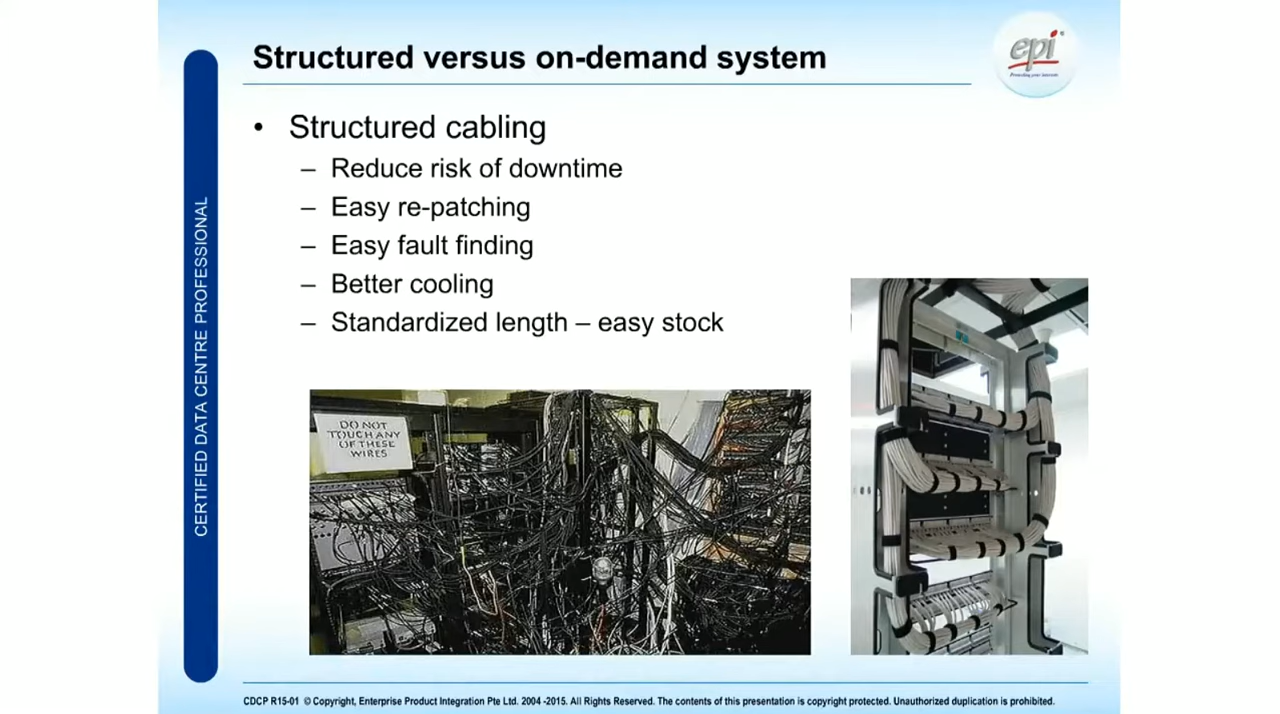 Structured versus on-demand system
epi
Protecting your interests
• Structured cabling
– Reduce risk of downtime
– Easy re-patching
– Easy fault finding
– Better cooling
– Standardized length – easy stock
CERTIFIED DATA CENTRE PROFESSIONAL
DO NOT
TOUCH ANY
OF THESE
WIRES
CDCP R15-01 © Copyright, Enterprise Product Integration Pte Ltd. 2004 -2015. All Rights Reserved. The contents of this presentation is copyright protected. Unauthorized duplication is prohibited.